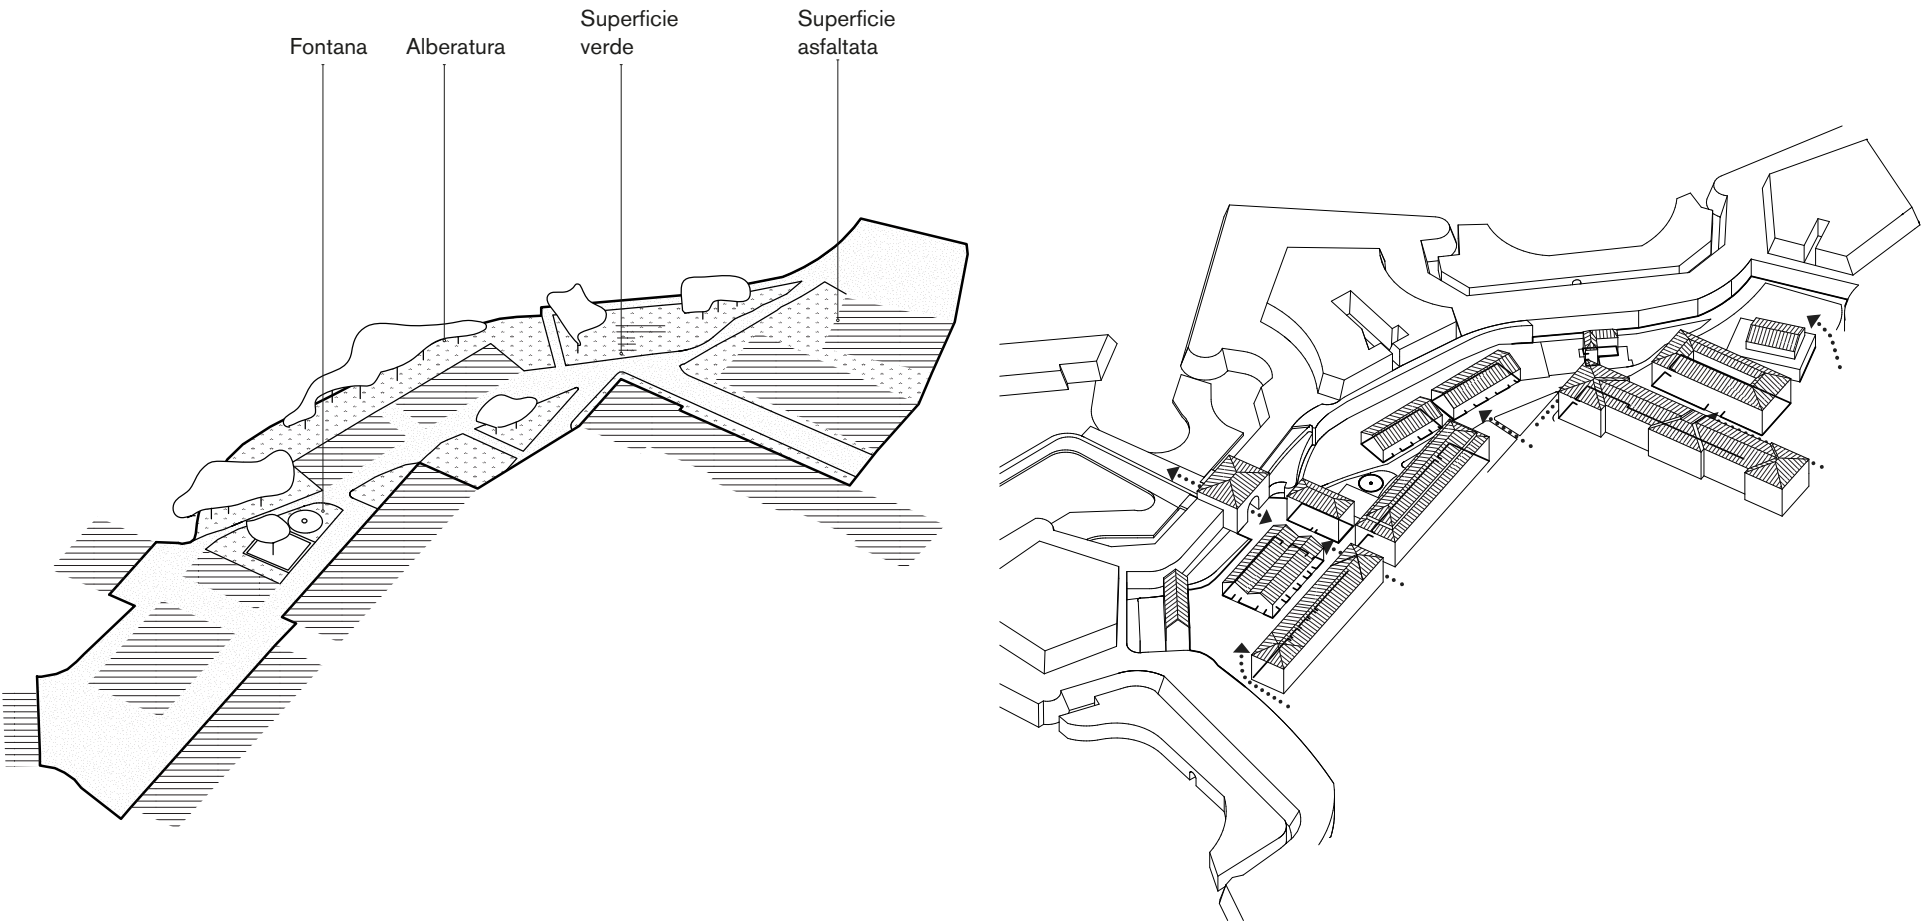 Fontana
Alberatura
Superficie
verde
Superficie
asfaltata